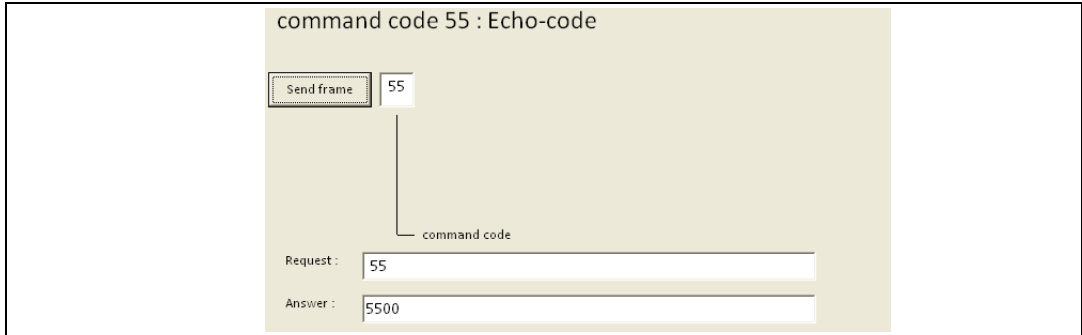 command code 55 : Echo-code
Send frame 55
command code
Request : 55
Answer : 5500